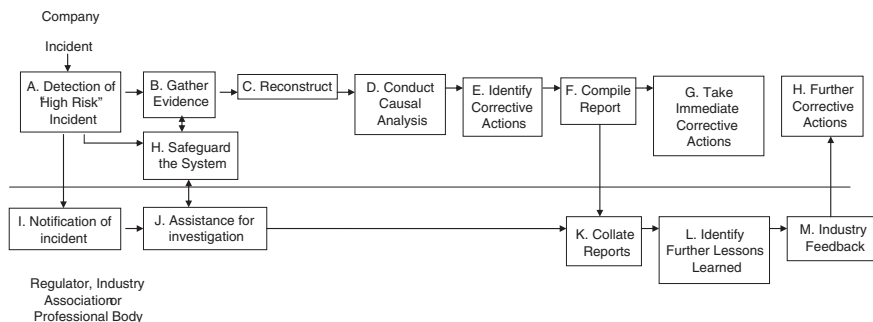 Company
Incident
A. Detection of
"High Risk"
Incident
B. Gather
Evidence
C. Reconstruct
D. Conduct
Causal
Analysis
E. Identify
Corrective
Actions
F. Compile
Report
G. Take
Immediate
Corrective
Actions
H. Further
Corrective
Actions
H. Safeguard
the System
I. Notification of
incident
J. Assistance for
investigation
K. Collate
Reports
L. Identify
Further Lessons
Learned
M. Industry
Feedback
Regulator, Industry
Association or
Professional Body